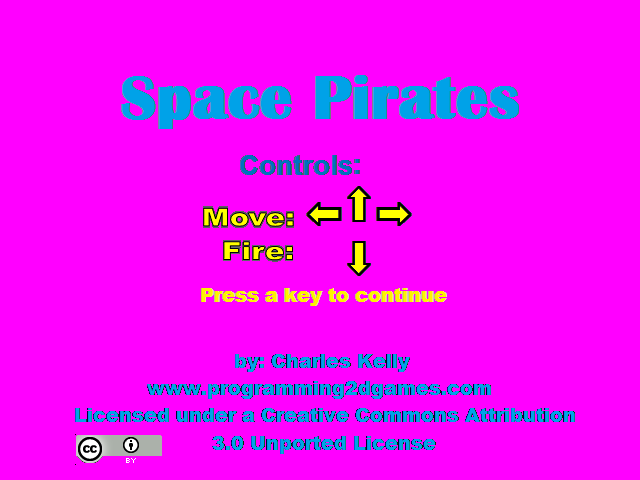 Space Pirates
Controls:
Move:
Fire:
Press a key to continue
by: Charles Kelly
www.programming2dgames.com
Licensed under a Creative Commons Attribution
3.0 Unported License
cc
BY